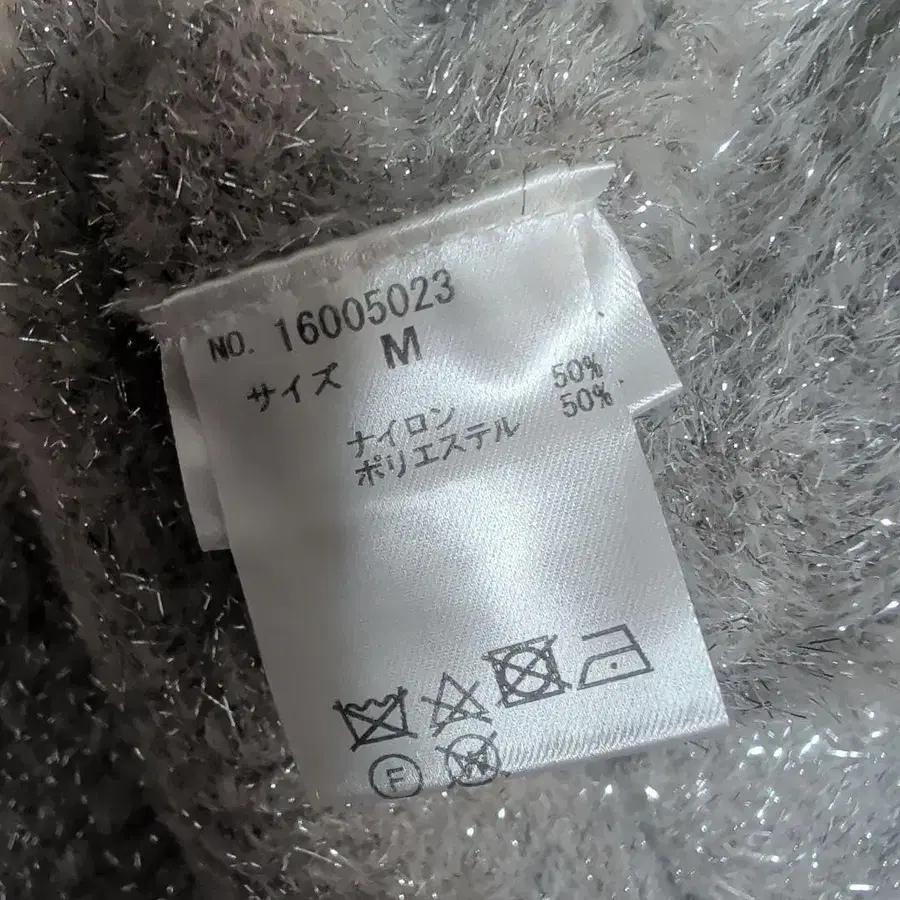 NO. 16005023
サイズ M
ナイロン 50%
ポリエステル 50%
F
W